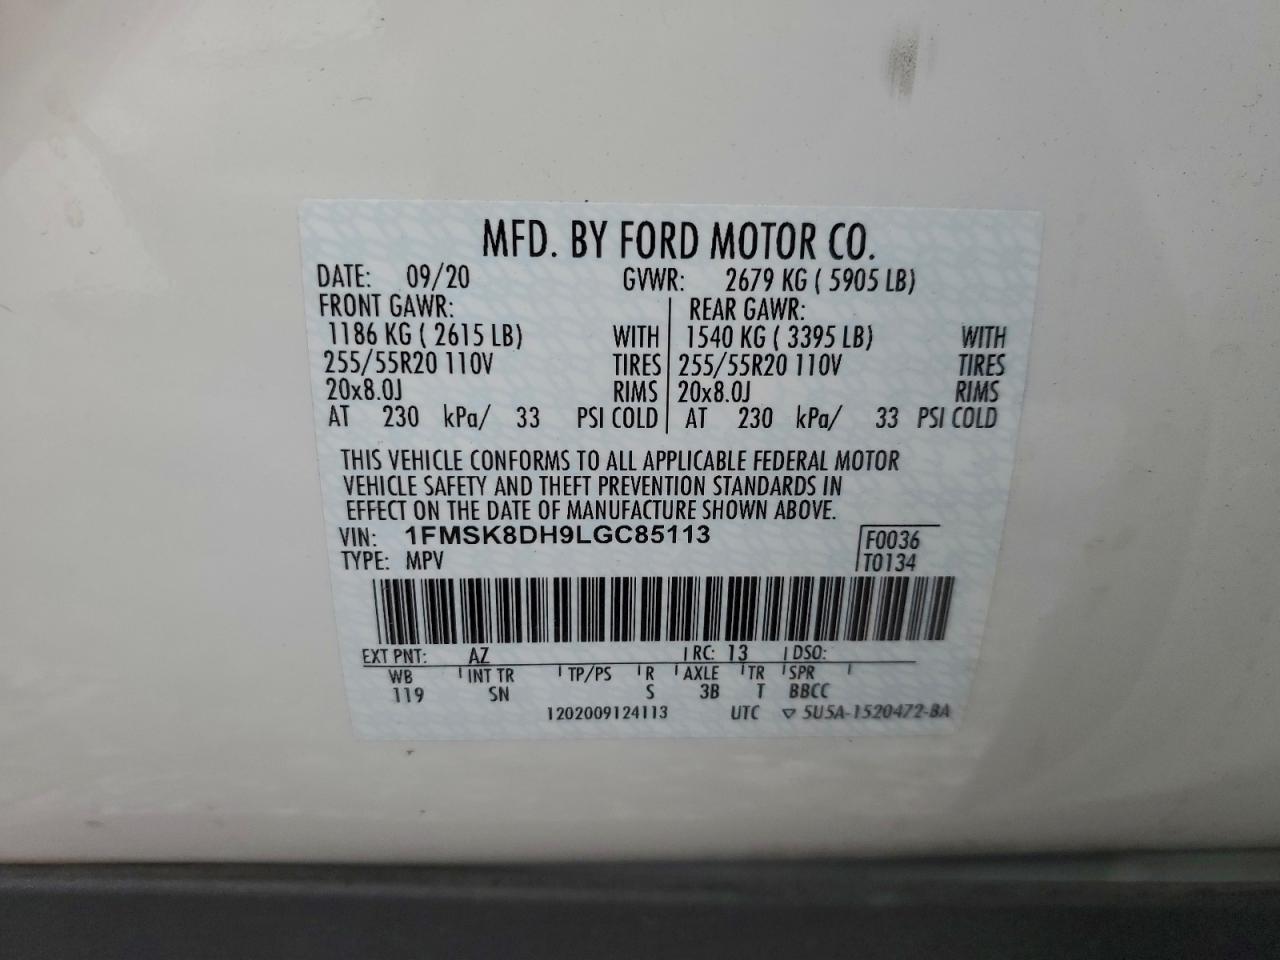 MFD. BY FORD MOTOR CO.
DATE: 09/20 GVWR: 2679 KG ( 5905 LB)
FRONT GAWR: REAR GAWR:
1186 KG ( 2615 LB) WITH 1540 KG ( 3395 LB) WITH
255/55R20 110V TIRES 255/55R20 110V TIRES
20x8.0J RIMS 20x8.0J RIMS
AT 230 kPa/ 33 PSI COLD AT 230 kPa/ 33 PSI COLD
THIS VEHICLE CONFORMS TO ALL APPLICABLE FEDERAL MOTOR
VEHICLE SAFETY AND THEFT PREVENTION STANDARDS IN
EFFECT ON THE DATE OF MANUFACTURE SHOWN ABOVE.
VIN: 1FMSK8DH9LGC85113 F0036
TYPE: MPV T0134
EXT PNT: AZ RC: 13 DSO:
WB INT TR TP/PS R AXLE TR SPR
119 SN S 3B T BBCC
1202009124113 UTC ▽ 5U5A-1520472-BA